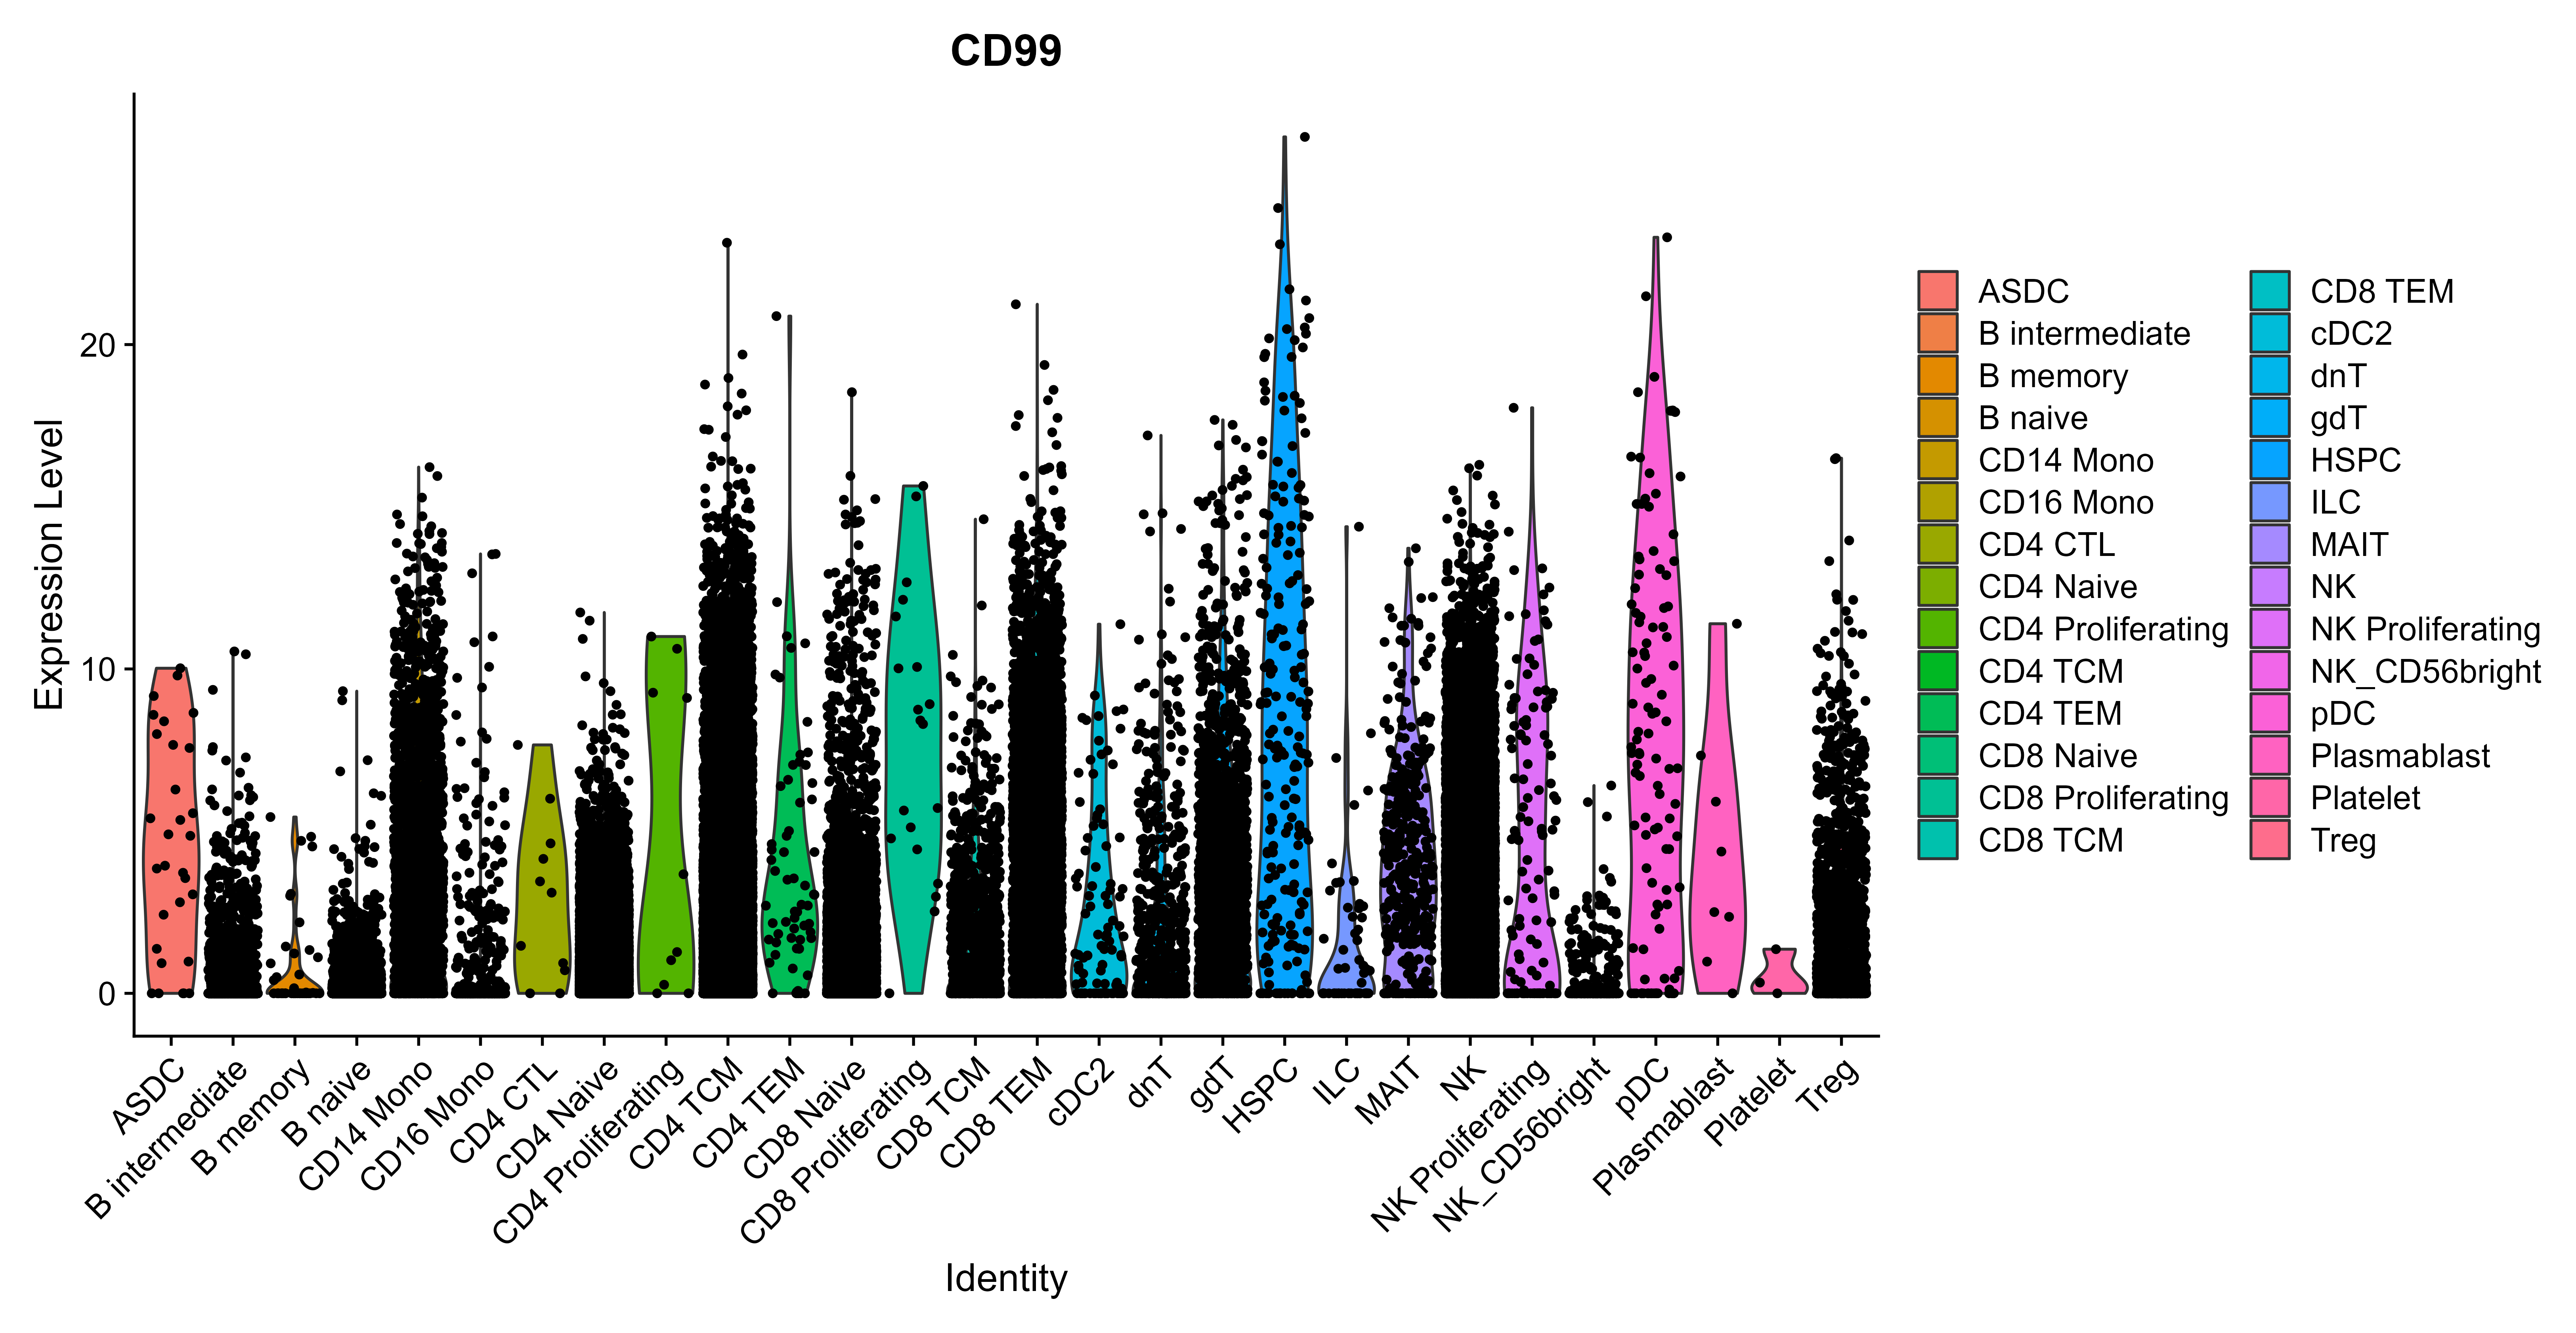 CD99
Expression Level
20
10
0
ASDC
B intermediate
B memory
B naive
CD14 Mono
CD16 Mono
CD4 CTL
CD4 Naive
CD4 Proliferating
CD4 TCM
CD4 TEM
CD8 Naive
CD8 Proliferating
CD8 TCM
CD8 TEM
cDC2
dnT
gdT
HSPC
ILC
MAIT
NK
NK Proliferating
NK_CD56bright
pDC
Plasmablast
Platelet
Treg
Identity
ASDC
B intermediate
B memory
B naive
CD14 Mono
CD16 Mono
CD4 CTL
CD4 Naive
CD4 Proliferating
CD4 TCM
CD4 TEM
CD8 Naive
CD8 Proliferating
CD8 TCM
CD8 TEM
cDC2
dnT
gdT
HSPC
ILC
MAIT
NK
NK Proliferating
NK_CD56bright
pDC
Plasmablast
Platelet
Treg